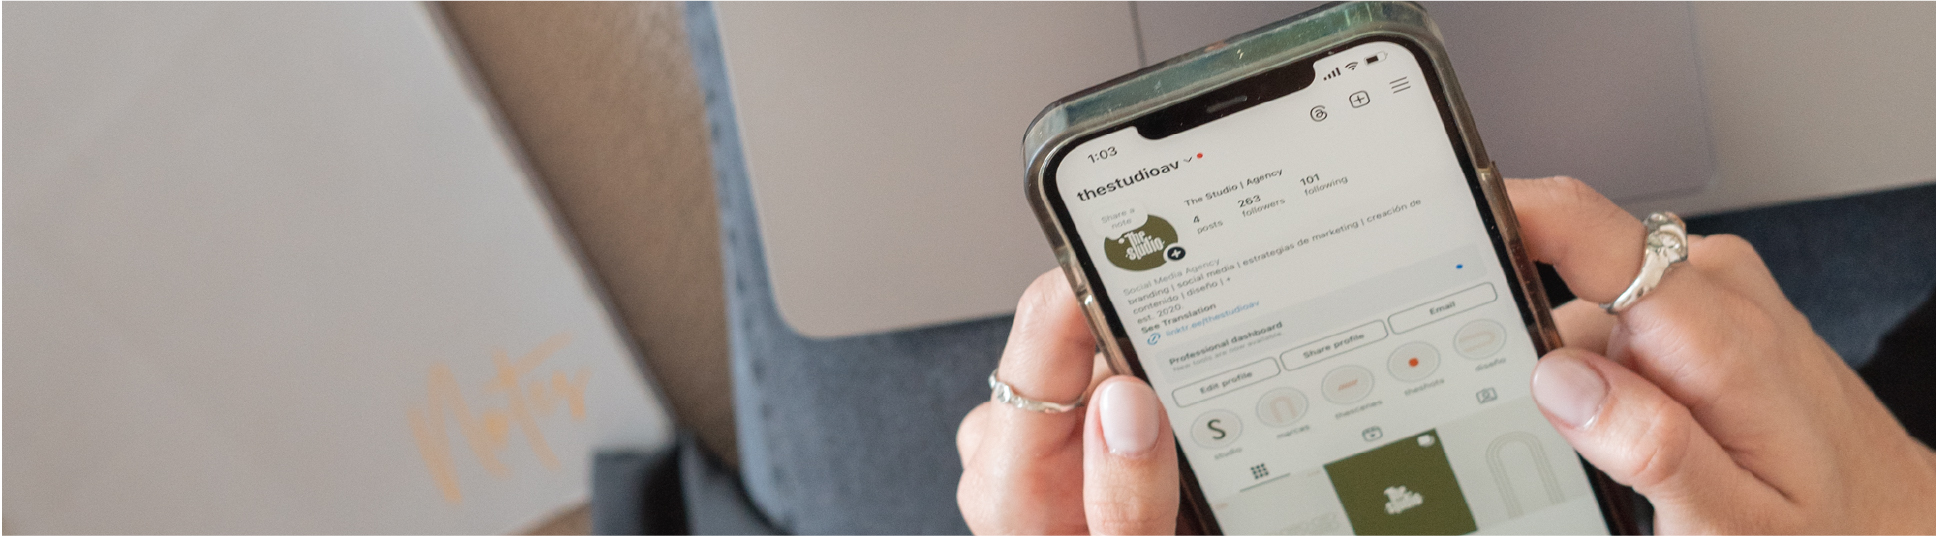 Notes
1:03
thestudioav
Share a
note
The Studio | Agency
4
posts
263
followers
101
following
The
studio
Social Media Agency
branding | social media | estrategias de marketing | creación de
contenido | diseño | +
est. 2020
See Translation
linktr.ee/thestudioav
Professional dashboard
New tools are now available.
Edit profile
Share profile
Email
S
studio
marcas
thescenes
theshots
diseño
The
studio